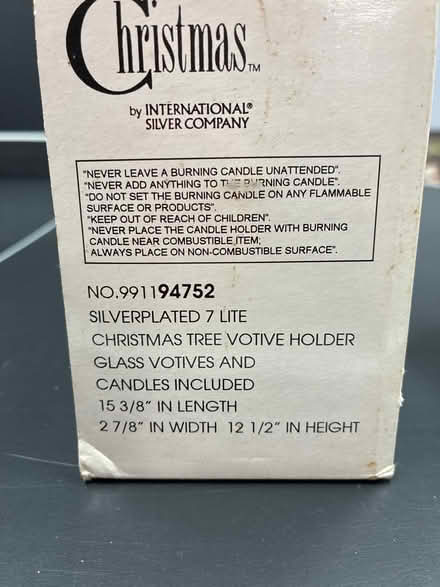 Christmas™
by INTERNATIONAL®
SILVER COMPANY
"NEVER LEAVE A BURNING CANDLE UNATTENDED".
"NEVER ADD ANYTHING TO THE BURNING CANDLE".
"DO NOT SET THE BURNING CANDLE ON ANY FLAMMABLE
SURFACE OR PRODUCTS".
"KEEP OUT OF REACH OF CHILDREN".
"NEVER PLACE THE CANDLE HOLDER WITH BURNING
CANDLE NEAR COMBUSTIBLE ITEM;
ALWAYS PLACE ON NON-COMBUSTIBLE SURFACE".
NO.991194752
SILVERPLATED 7 LITE
CHRISTMAS TREE VOTIVE HOLDER
GLASS VOTIVES AND
CANDLES INCLUDED
15 3/8" IN LENGTH
2 7/8" IN WIDTH 12 1/2" IN HEIGHT